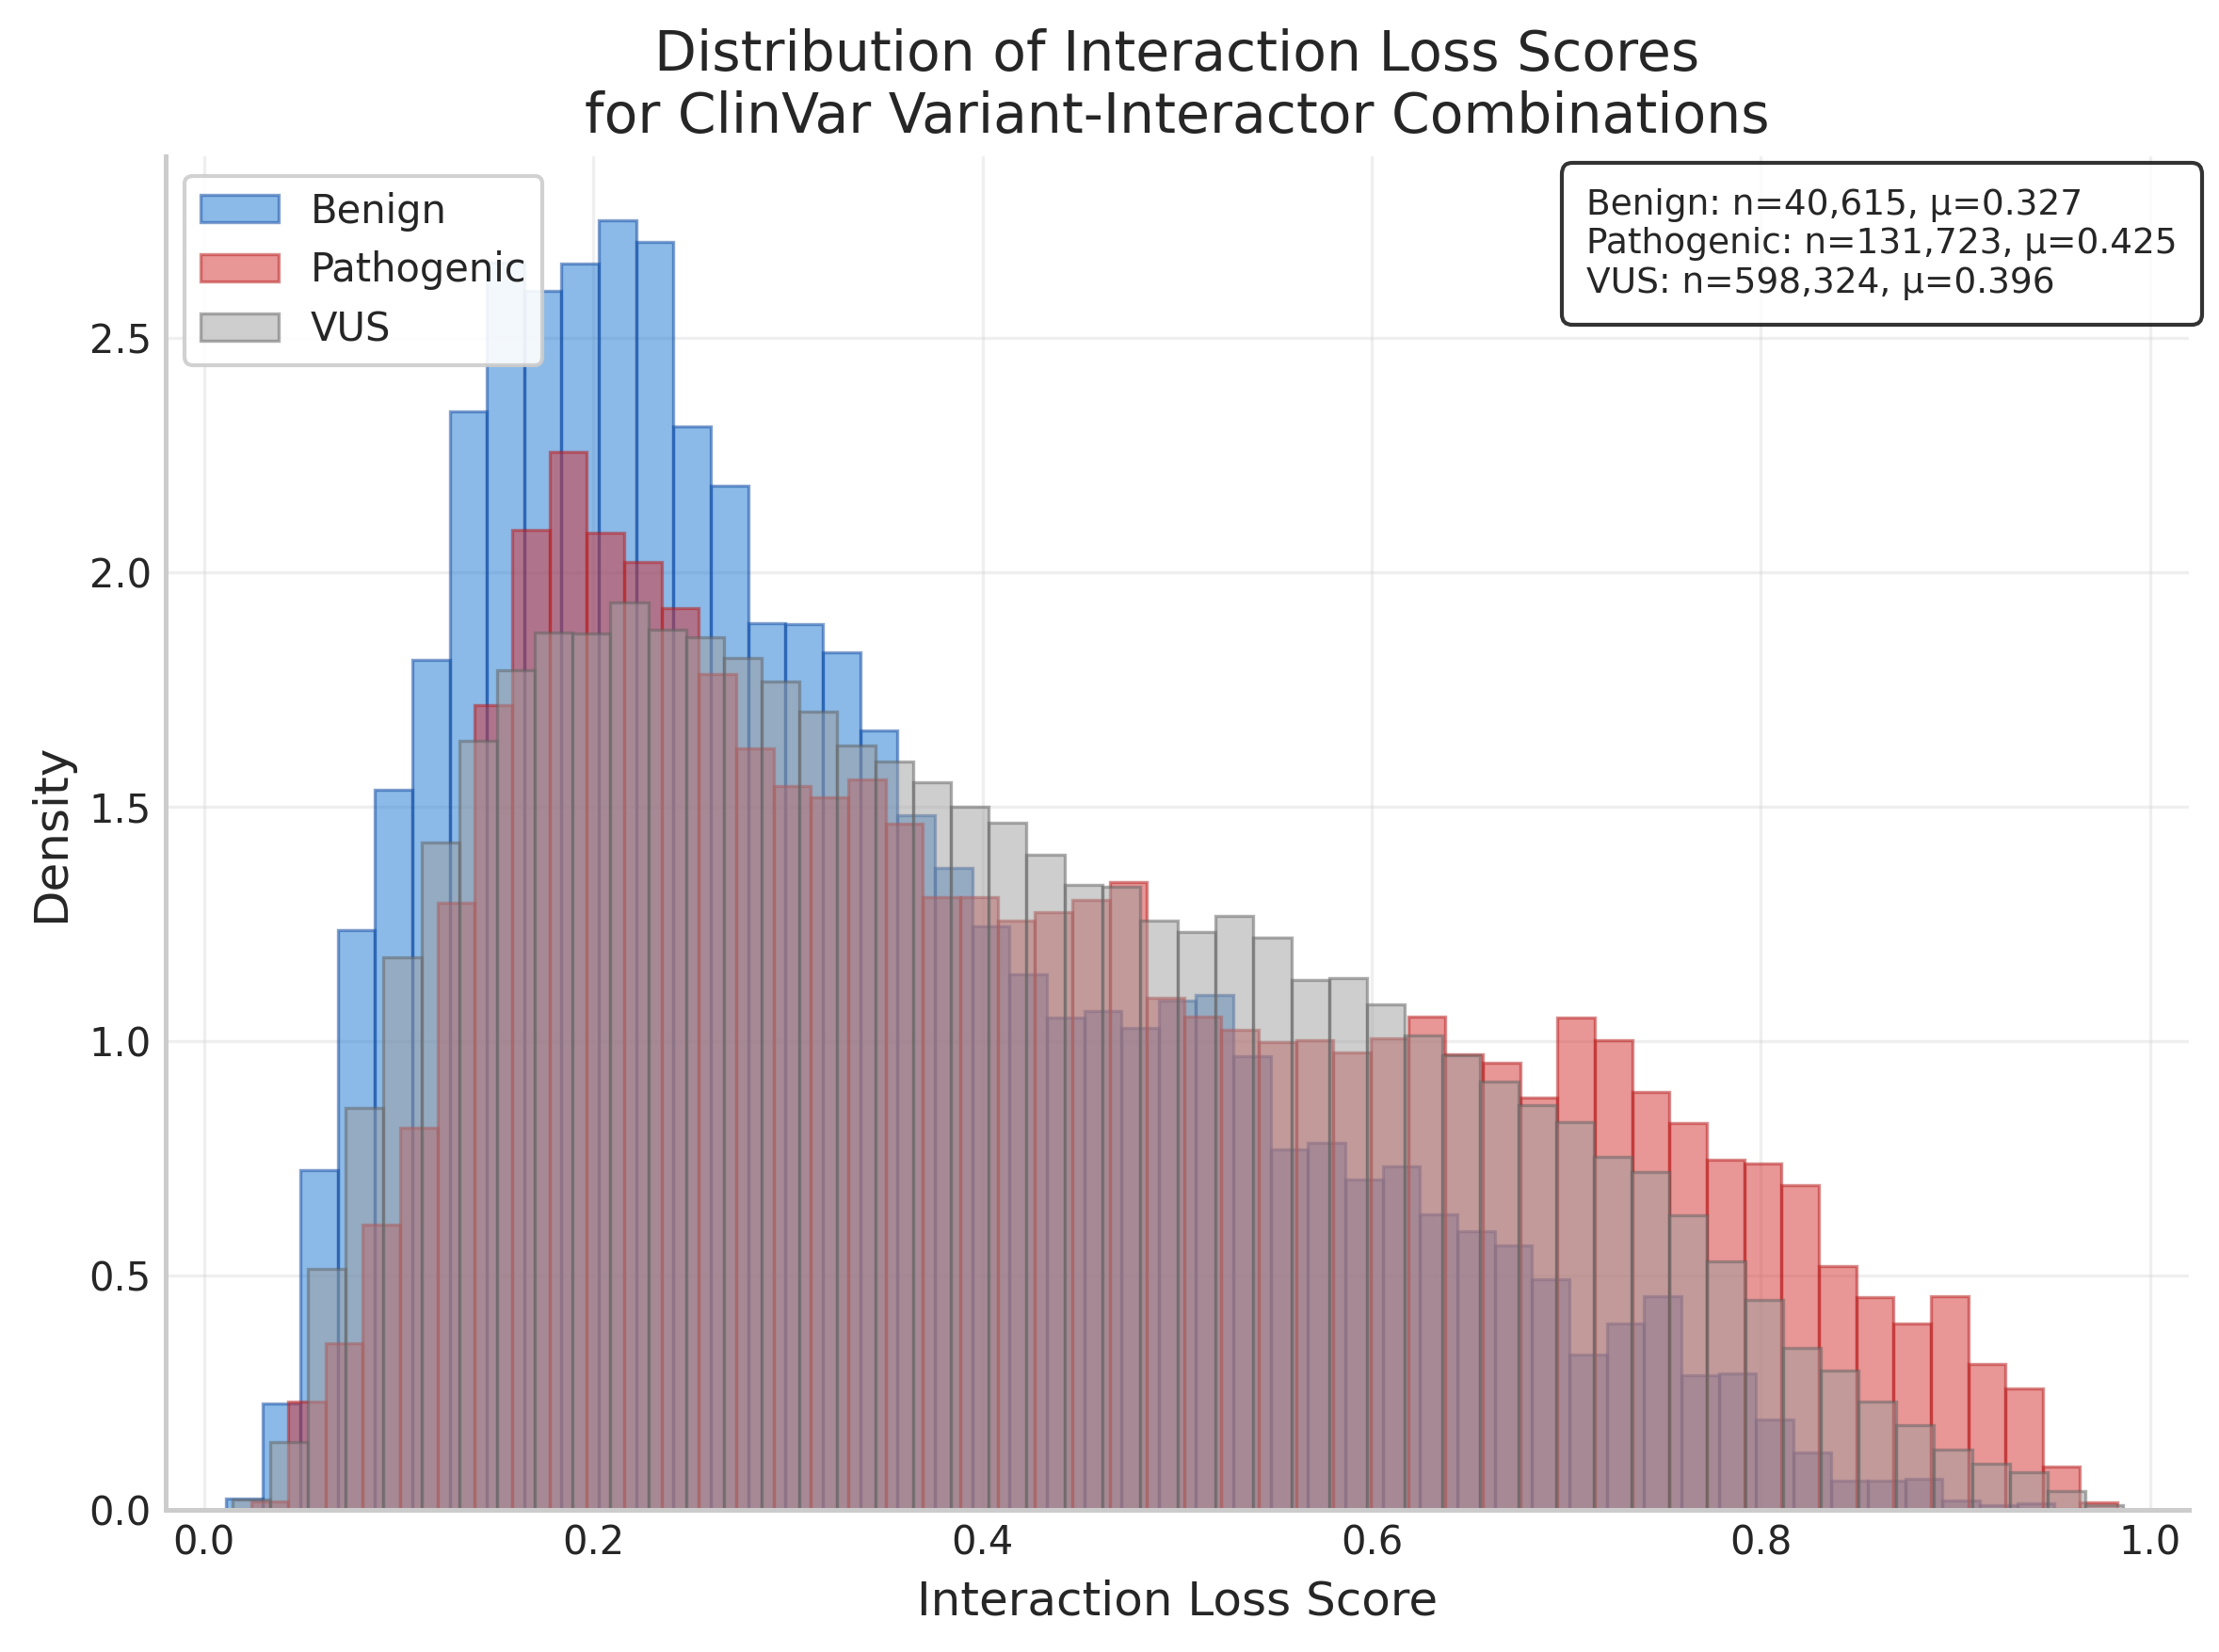 Distribution of Interaction Loss Scores
for ClinVar Variant-Interactor Combinations
Benign
Pathogenic
VUS
Benign: n=40,615, μ=0.327
Pathogenic: n=131,723, μ=0.425
VUS: n=598,324, μ=0.396
Density
2.5
2.0
1.5
1.0
0.5
0.0
0.0 0.2 0.4 0.6 0.8 1.0
Interaction Loss Score